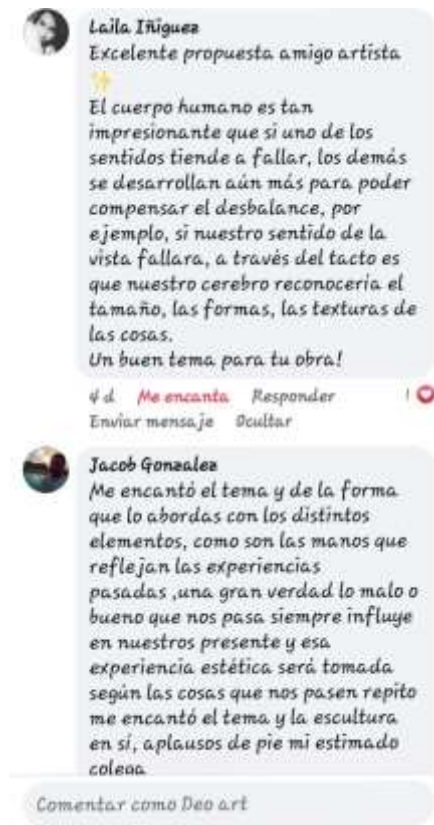 Laila Iñiguez
Excelente propuesta amigo artista
✨
El cuerpo humano es tan
impresionante que si uno de los
sentidos tiende a fallar, los demás
se desarrollan aún más para poder
compensar el desbalance, por
ejemplo, si nuestro sentido de la
vista fallara, a través del tacto es
que nuestro cerebro reconocería el
tamaño, las formas, las texturas de
las cosas.
Un buen tema para tu obra!
4 d Me encanta Responder 1
Enviar mensaje Ocultar
Jacob Gonzalez
Me encantó el tema y de la forma
que lo abordas con los distintos
elementos, como son las manos que
reflejan las experiencias
pasadas ,una gran verdad lo malo o
bueno que nos pasa siempre influye
en nuestros presente y esa
experiencia estética será tomada
según las cosas que nos pasen repito
me encantó el tema y la escultura
en sí, aplausos de pie mi estimado
colega
Comentar como Deo art